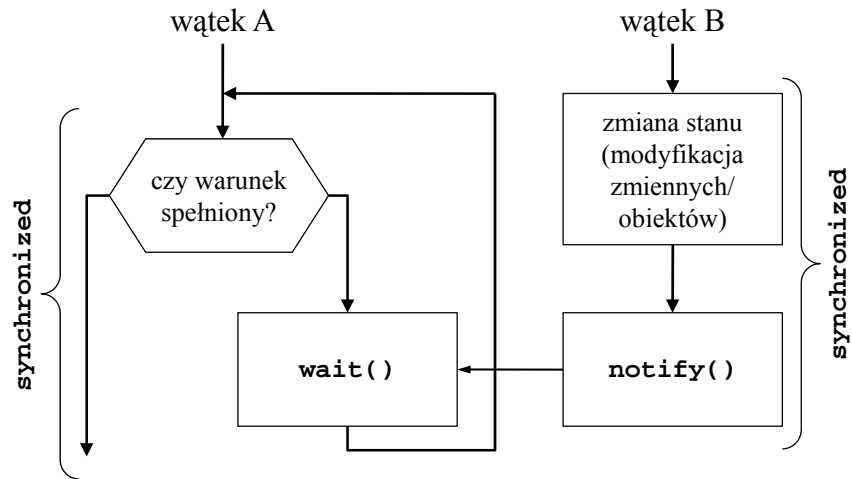 wątek A
wątek B
czy warunek
spełniony?
zmiana stanu
(modyfikacja
zmiennych/
obiektów)
wait()
notify()
synchronized
synchronized